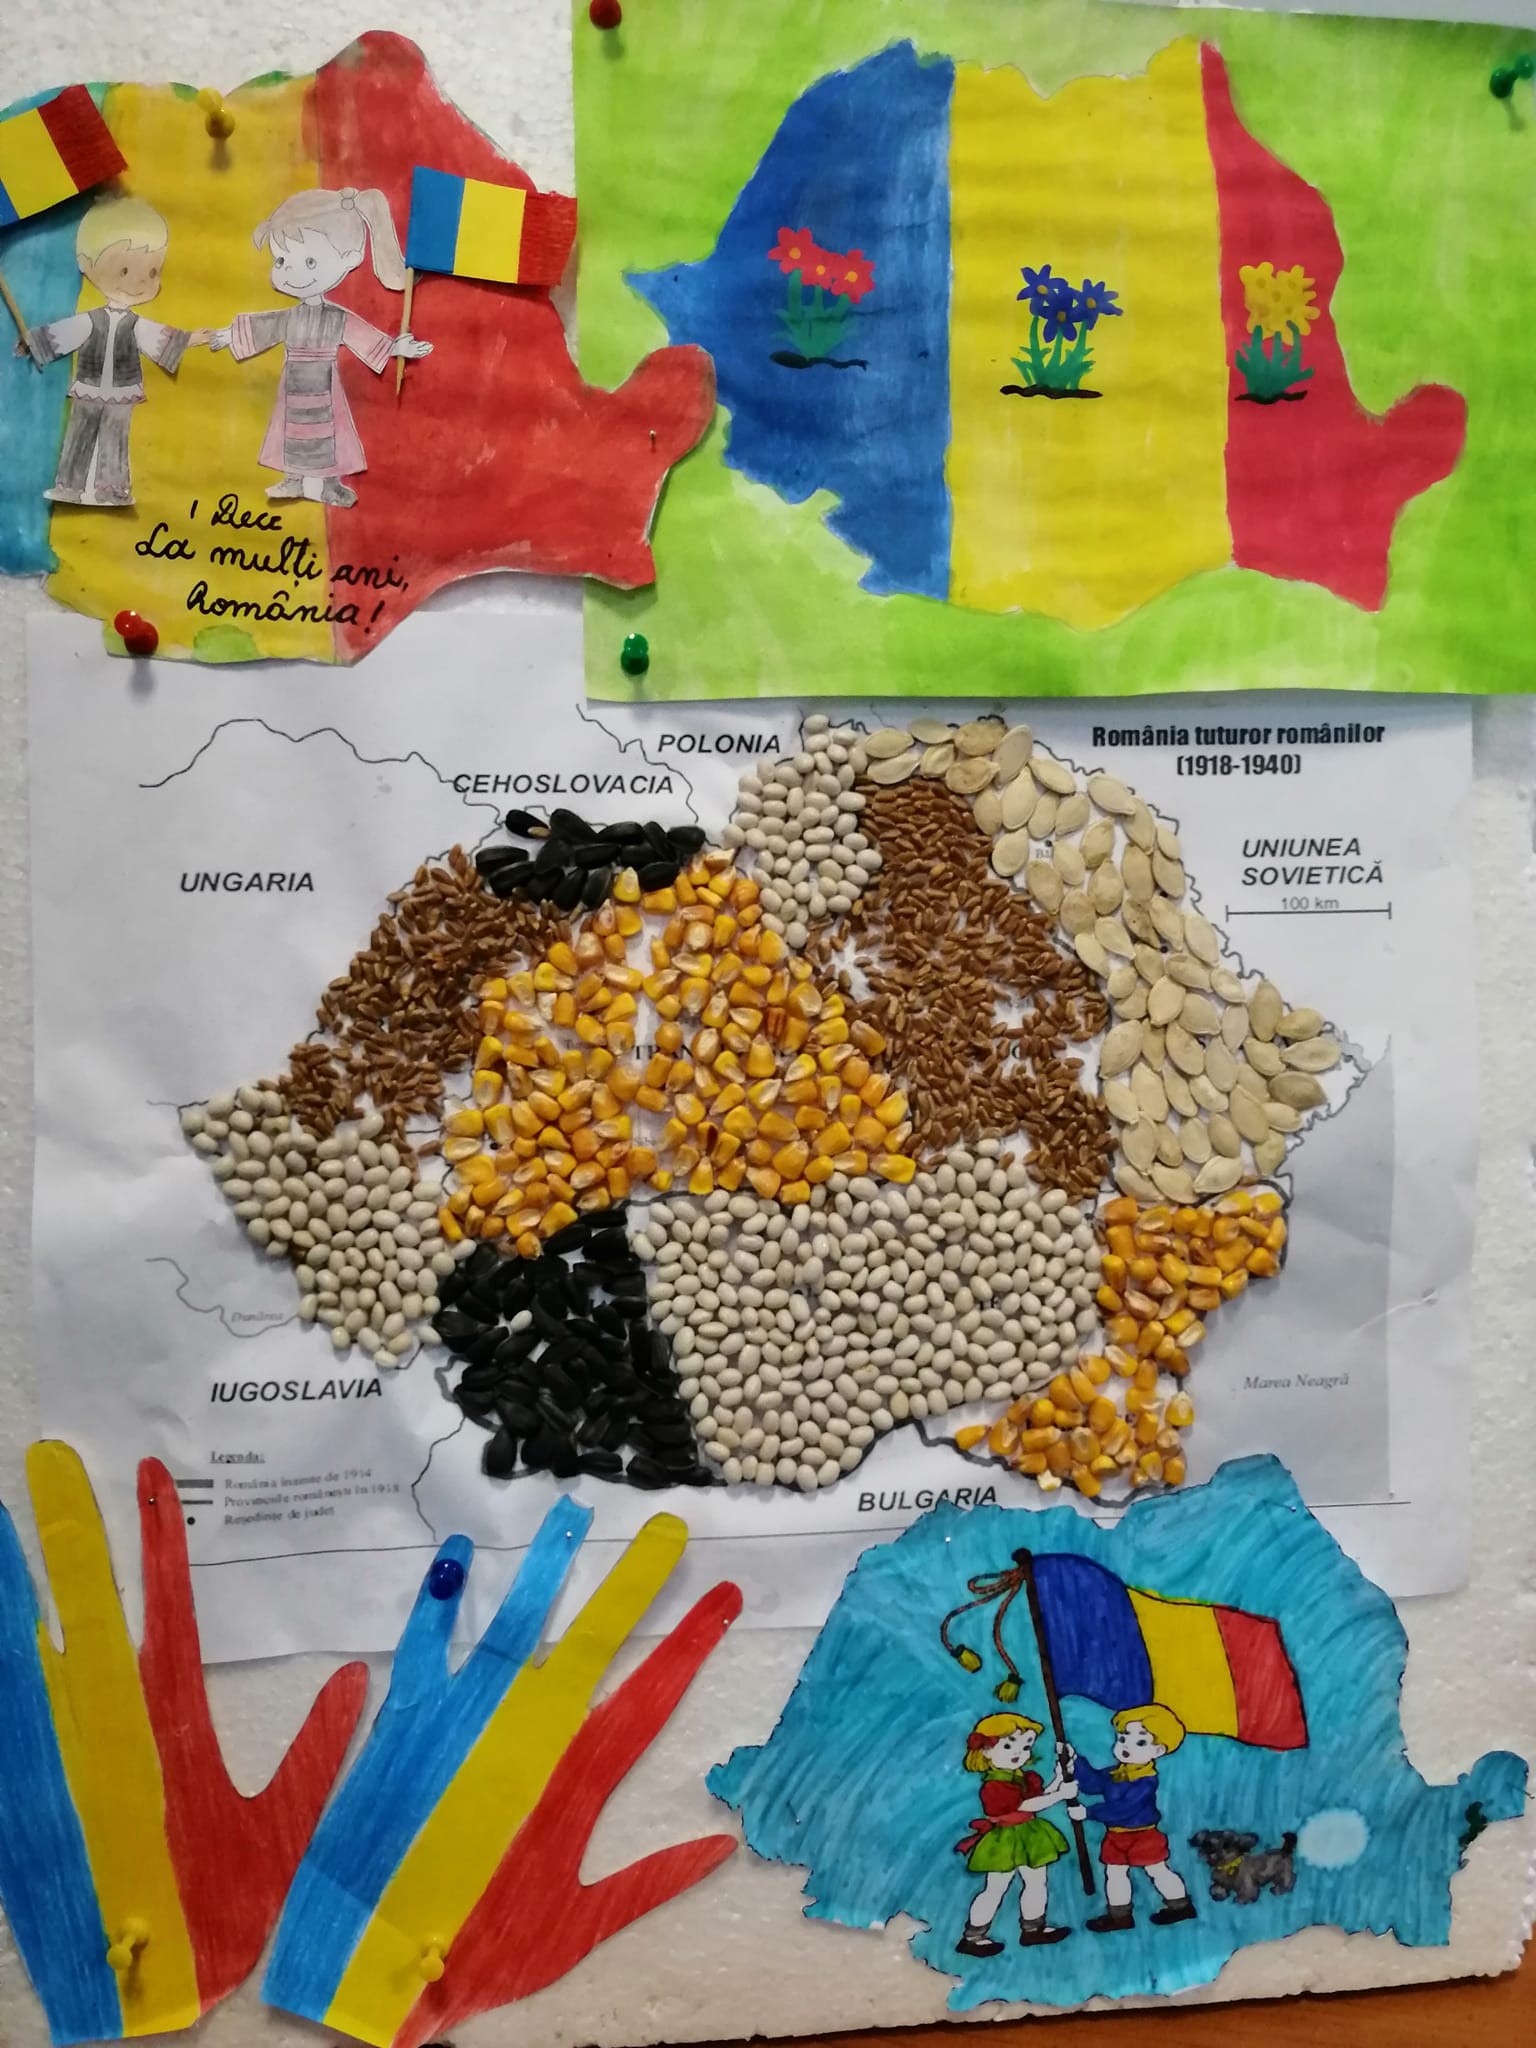 1 Dece
La mulți ani,
România!
România tuturor românilor
(1918-1940)
POLONIA
CEHOSLOVACIA
UNGARIA
UNIUNEA
SOVIETICĂ
100 km
Dunărea
IUGOSLAVIA
Marea Neagră
Legenda:
România înainte de 1914
Provinciile românești în 1918
Reședințe de județ
BULGARIA